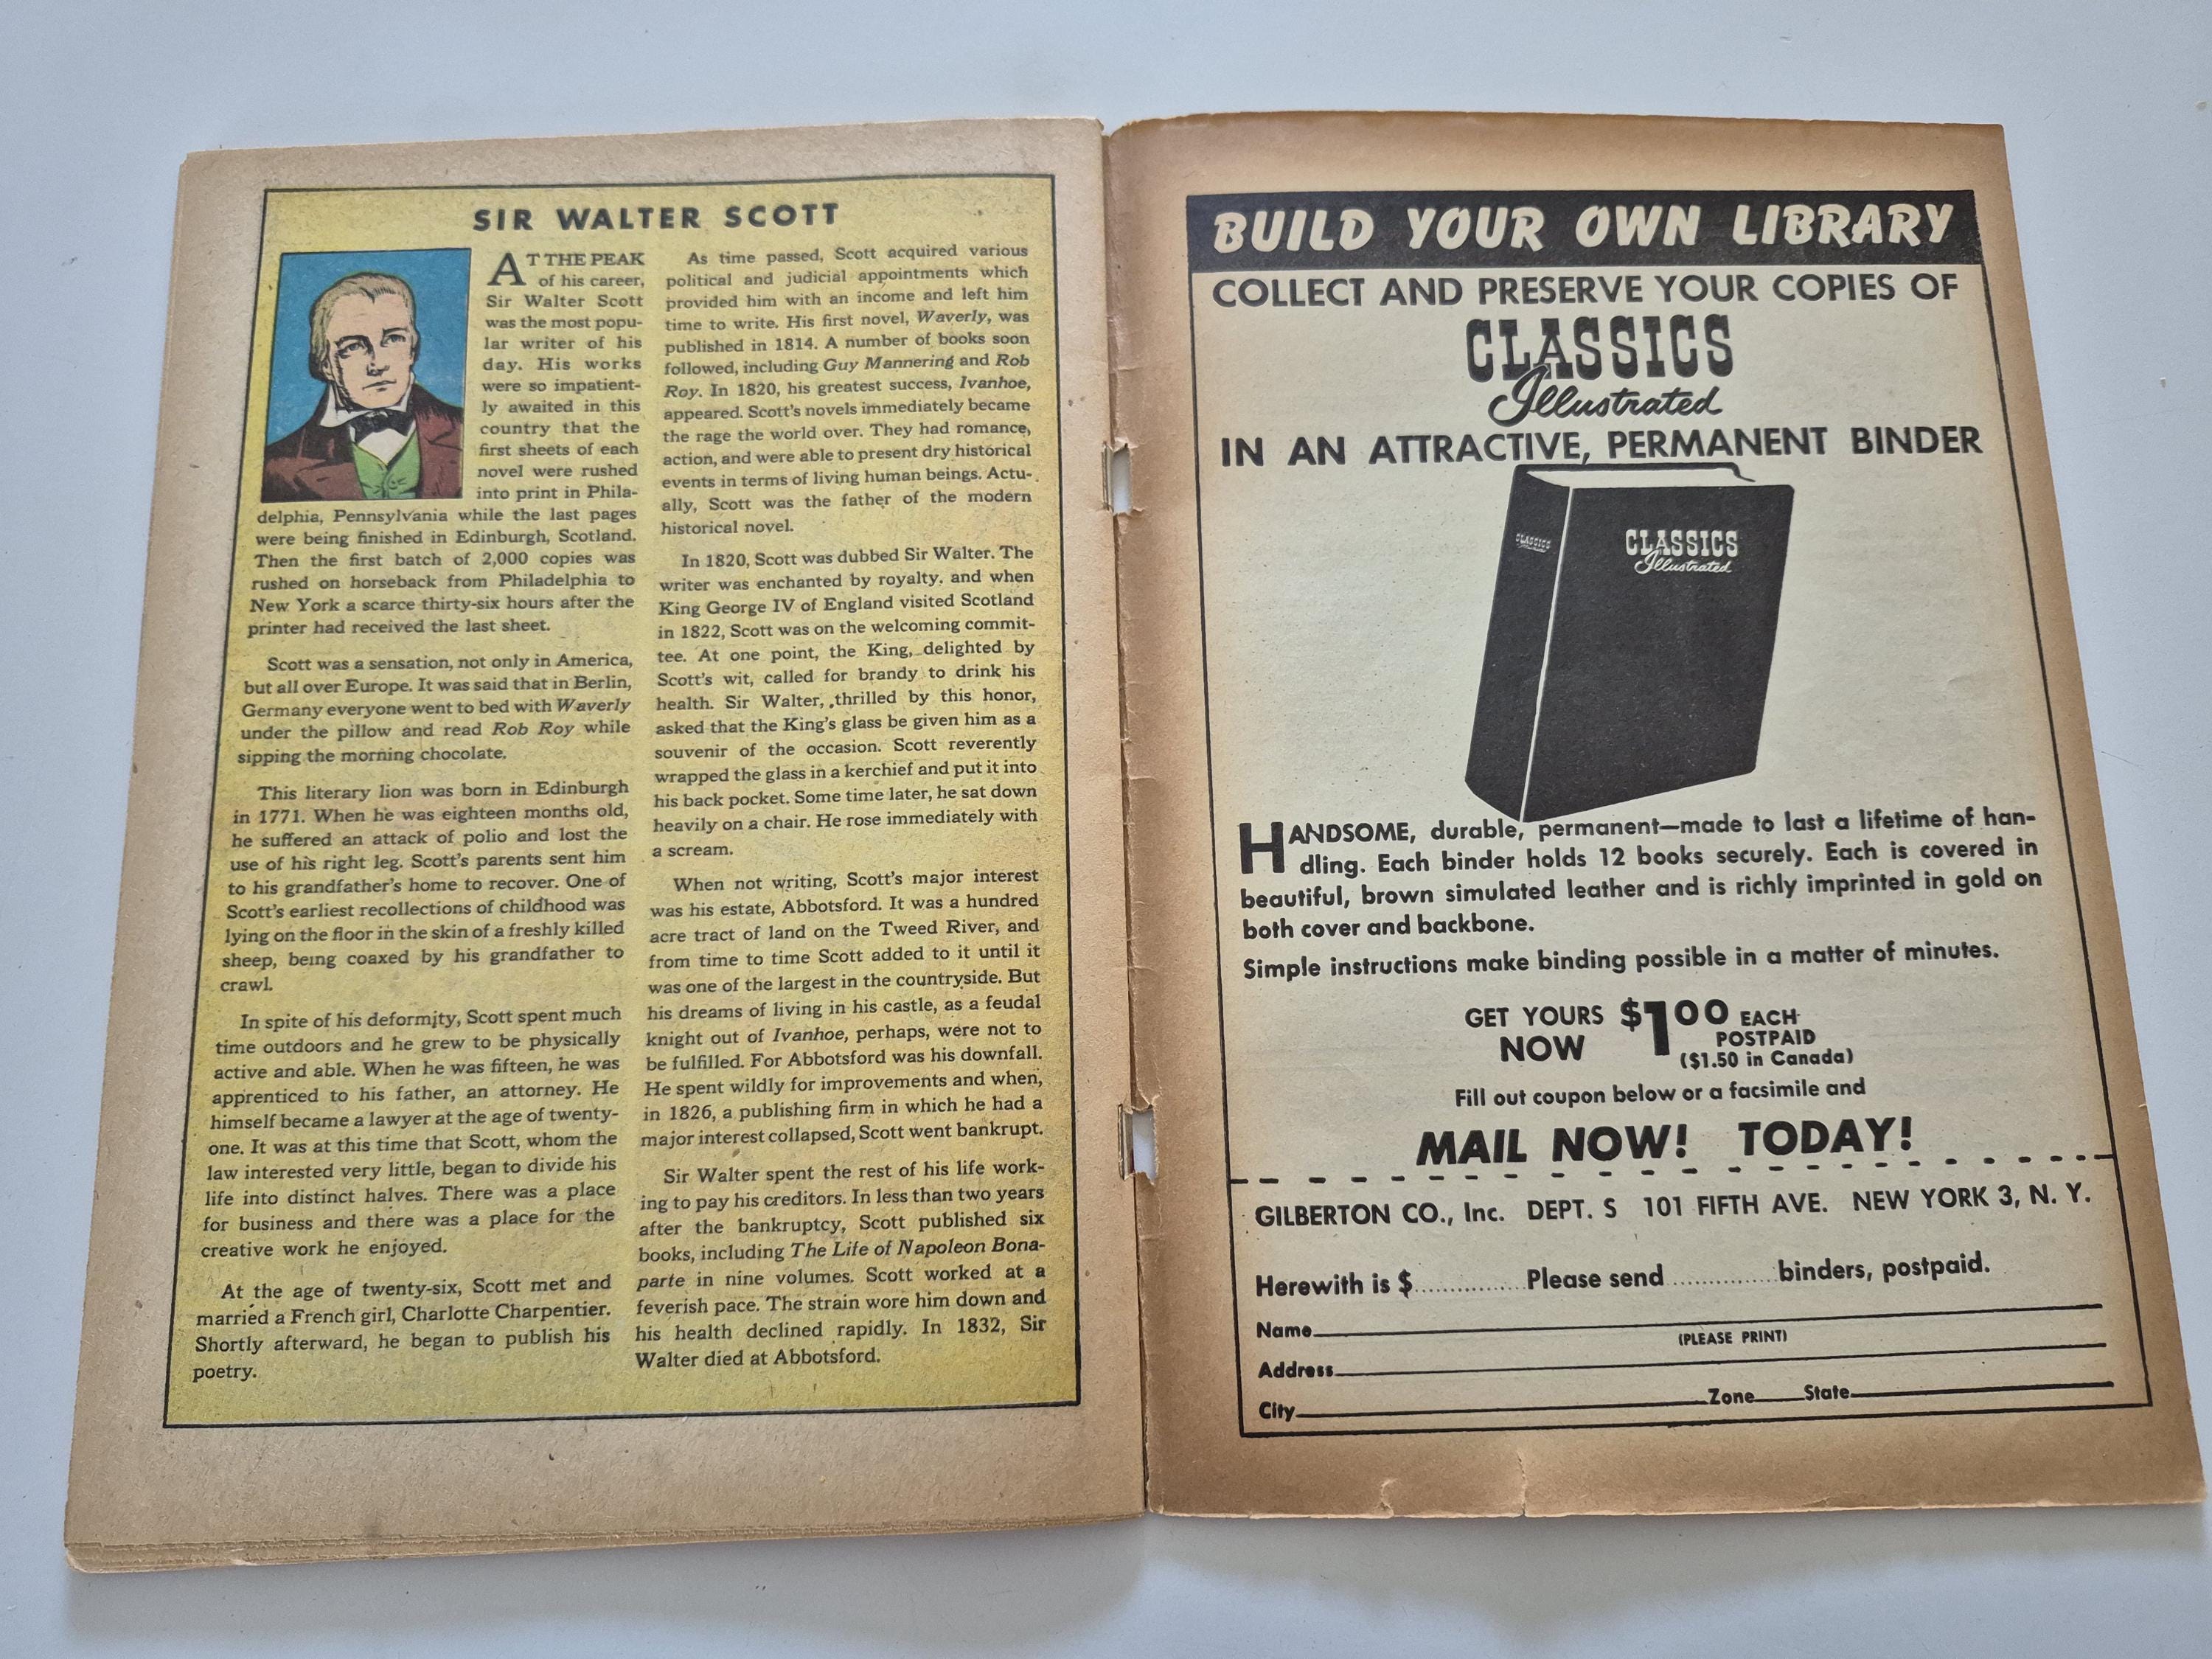 SIR WALTER SCOTT
AT THE PEAK
of his career,
Sir Walter Scott
was the most popu-
lar writer of his
day. His works
were so impatient-
ly awaited in this
country that the
first sheets of each
novel were rushed
into print in Phila-
delphia, Pennsylvania while the last pages
were being finished in Edinburgh, Scotland.
Then the first batch of 2,000 copies was
rushed on horseback from Philadelphia to
New York a scarce thirty-six hours after the
printer had received the last sheet.
Scott was a sensation, not only in America,
but all over Europe. It was said that in Berlin,
Germany everyone went to bed with Waverly
under the pillow and read Rob Roy while
sipping the morning chocolate.
This literary lion was born in Edinburgh
in 1771. When he was eighteen months old,
he suffered an attack of polio and lost the
use of his right leg. Scott's parents sent him
to his grandfather's home to recover. One of
Scott's earliest recollections of childhood was
lying on the floor in the skin of a freshly killed
sheep, being coaxed by his grandfather to
crawl.
In spite of his deformity, Scott spent much
time outdoors and he grew to be physically
active and able. When he was fifteen, he was
apprenticed to his father, an attorney. He
himself became a lawyer at the age of twenty-
one. It was at this time that Scott, whom the
law interested very little, began to divide his
life into distinct halves. There was a place
for business and there was a place for the
creative work he enjoyed.
At the age of twenty-six, Scott met and
married a French girl, Charlotte Charpentier.
Shortly afterward, he began to publish his
poetry.
As time passed, Scott acquired various
political and judicial appointments which
provided him with an income and left him
time to write. His first novel, Waverly, was
published in 1814. A number of books soon
followed, including Guy Mannering and Rob
Roy. In 1820, his greatest success, Ivanhoe,
appeared. Scott's novels immediately became
the rage the world over. They had romance,
action, and were able to present dry historical
events in terms of living human beings. Actu-
ally, Scott was the father of the modern
historical novel.
In 1820, Scott was dubbed Sir Walter. The
writer was enchanted by royalty, and when
King George IV of England visited Scotland
in 1822, Scott was on the welcoming commit-
tee. At one point, the King, delighted by
Scott's wit, called for brandy to drink his
health. Sir Walter, thrilled by this honor,
asked that the King's glass be given him as a
souvenir of the occasion. Scott reverently
wrapped the glass in a kerchief and put it into
his back pocket. Some time later, he sat down
heavily on a chair. He rose immediately with
a scream.
When not writing, Scott's major interest
was his estate, Abbotsford. It was a hundred
acre tract of land on the Tweed River, and
from time to time Scott added to it until it
was one of the largest in the countryside. But
his dreams of living in his castle, as a feudal
knight out of Ivanhoe, perhaps, were not to
be fulfilled. For Abbotsford was his downfall.
He spent wildly for improvements and when,
in 1826, a publishing firm in which he had a
major interest collapsed, Scott went bankrupt.
Sir Walter spent the rest of his life work-
ing to pay his creditors. In less than two years
after the bankruptcy, Scott published six
books, including The Life of Napoleon Bona-
parte in nine volumes. Scott worked at a
feverish pace. The strain wore him down and
his health declined rapidly. In 1832, Sir
Walter died at Abbotsford.
BUILD YOUR OWN LIBRARY
COLLECT AND PRESERVE YOUR COPIES OF
CLASSICS
Illustrated
IN AN ATTRACTIVE, PERMANENT BINDER
CLASSICS
Illustrated
CLASSICS
Illustrated
HANDSOME, durable, permanent—made to last a lifetime of han-
dling. Each binder holds 12 books securely. Each is covered in
beautiful, brown simulated leather and is richly imprinted in gold on
both cover and backbone.
Simple instructions make binding possible in a matter of minutes.
GET YOURS NOW $1.00 EACH
POSTPAID
($1.50 in Canada)
Fill out coupon below or a facsimile and
MAIL NOW! TODAY!
GILBERTON CO., Inc. DEPT. S 101 FIFTH AVE. NEW YORK 3, N. Y.
Herewith is $.............Please send.............binders, postpaid.
Name
(PLEASE PRINT)
Address
City Zone State